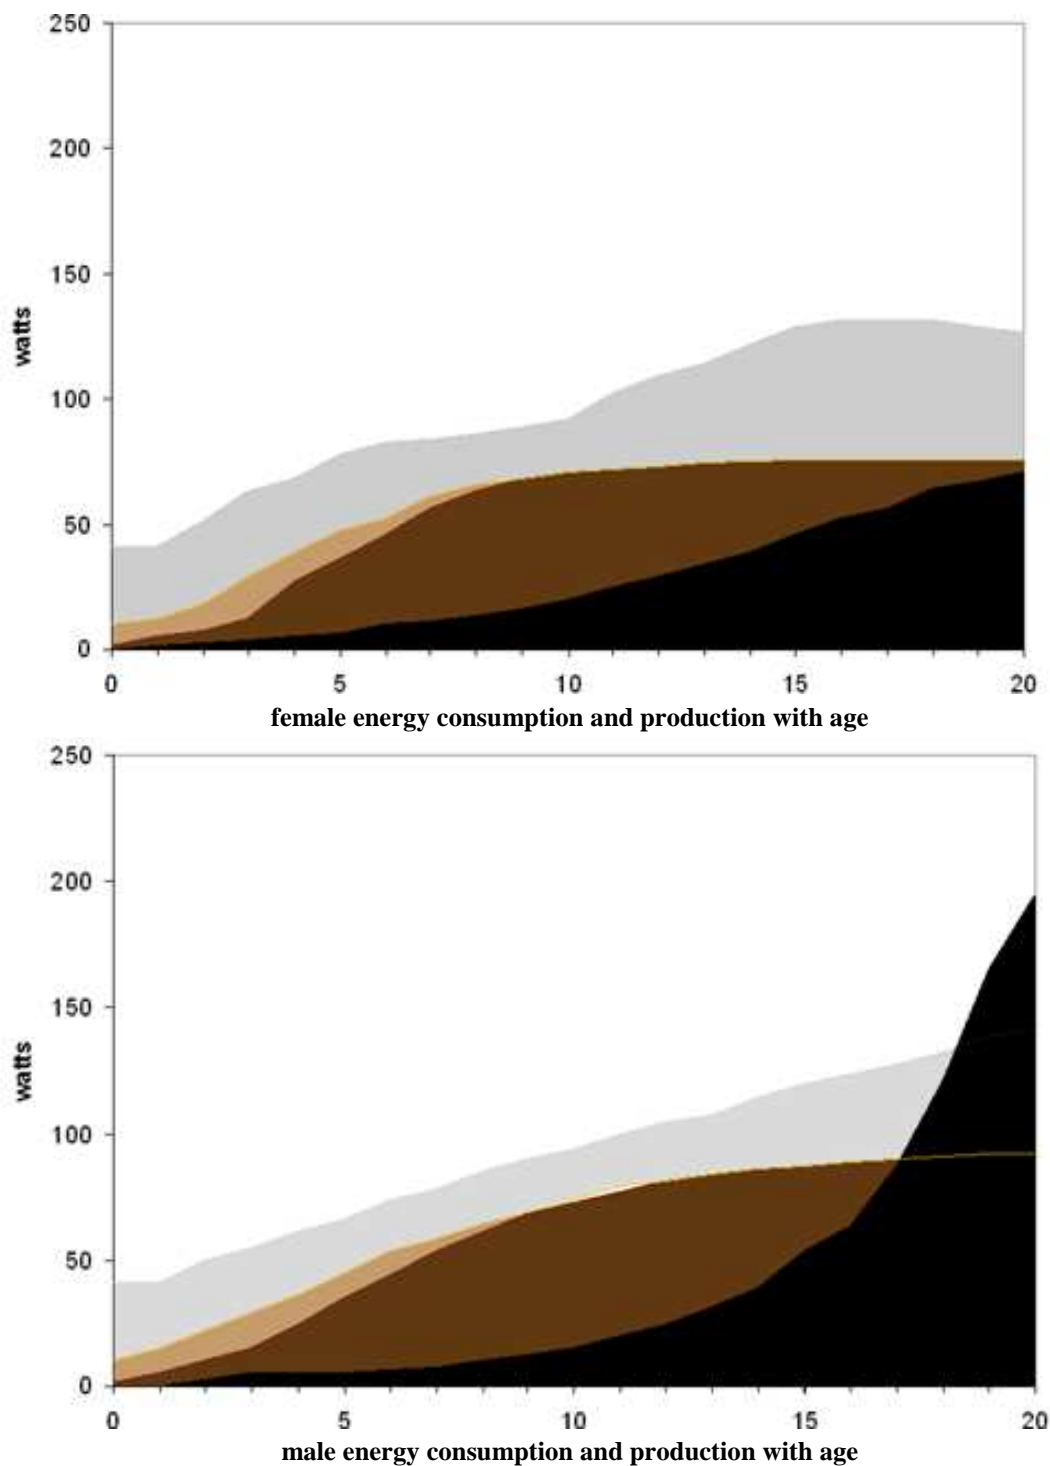 250
200
150
100
50
0
watts
0 5 10 15 20
female energy consumption and production with age
250
200
150
100
50
0
watts
0 5 10 15 20
male energy consumption and production with age